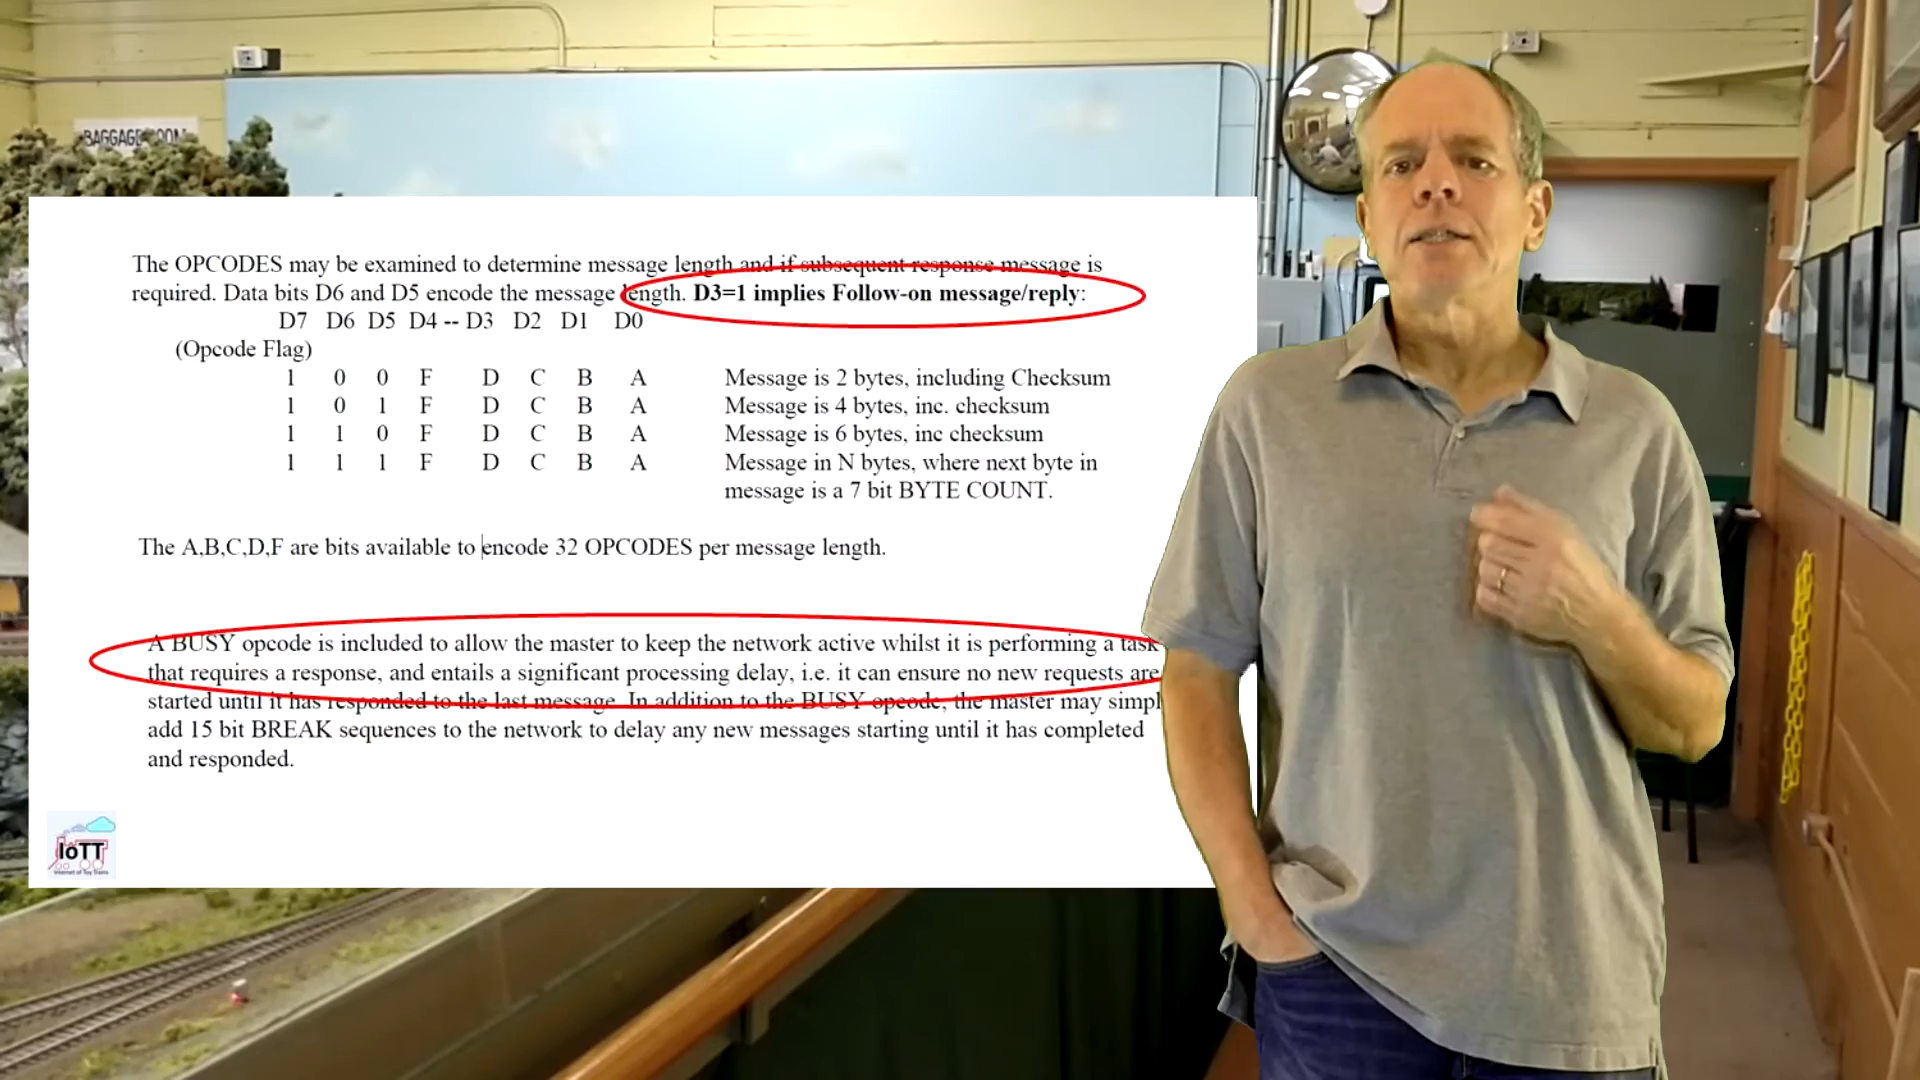 BAGGAGE ROOM
The OPCODES may be examined to determine message length and if subsequent response message is
required. Data bits D6 and D5 encode the message length. D3=1 implies Follow-on message/reply:
D7 D6 D5 D4 -- D3 D2 D1 D0
(Opcode Flag)
1 0 0 F D C B A Message is 2 bytes, including Checksum
1 0 1 F D C B A Message is 4 bytes, inc. checksum
1 1 0 F D C B A Message is 6 bytes, inc checksum
1 1 1 F D C B A Message in N bytes, where next byte in
message is a 7 bit BYTE COUNT.
The A,B,C,D,F are bits available to encode 32 OPCODES per message length.
A BUSY opcode is included to allow the master to keep the network active whilst it is performing a task
that requires a response, and entails a significant processing delay, i.e. it can ensure no new requests are
started until it has responded to the last message. In addition to the BUSY opcode, the master may simpl
add 15 bit BREAK sequences to the network to delay any new messages starting until it has completed
and responded.
IoTT
Internet of Toy Trains